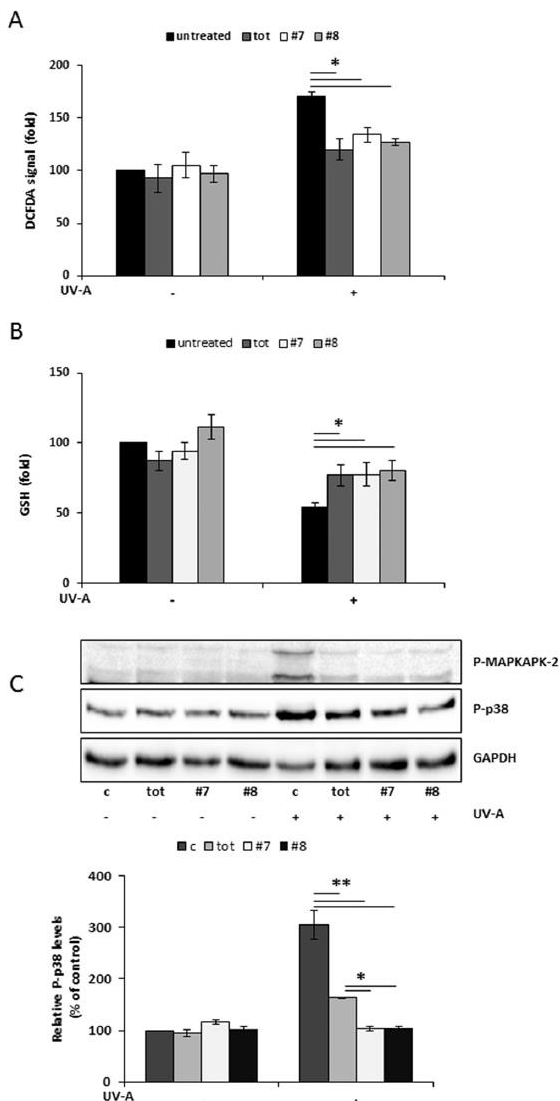 A
untreated tot #7 #8
200
*
150
100
50
0
DCFDA signal (fold)
UV-A - +
B
untreated tot #7 #8
150
*
100
50
0
GSH (fold)
UV-A - +
C
P-MAPKAPK-2
P-p38
GAPDH
c tot #7 #8 c tot #7 #8
- - - - + + + + UV-A
c tot #7 #8
400
**
300
200
*
100
0
Relative P-p38 levels
(% of control)
UV-A